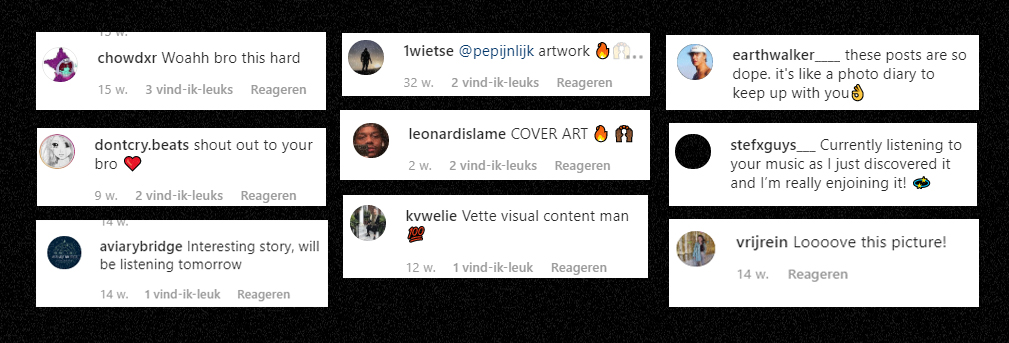 15 w.
chowdxr Woahh bro this hard
15 w. 3 vind-ik-leuks Reageren
dontcry.beats shout out to your
bro ❤️
9 w. 2 vind-ik-leuks Reageren
14 w.
aviarybridge Interesting story, will
be listening tomorrow
14 w. 1 vind-ik-leuk Reageren
1wietse @pepijnlijk artwork 🔥...
32 w. 2 vind-ik-leuks Reageren
leonardislame COVER ART 🔥
2 w. 2 vind-ik-leuks Reageren
kvwelie Vette visual content man
💯
12 w. 1 vind-ik-leuk Reageren
earthwalker____ these posts are so
dope. it's like a photo diary to
keep up with you👌
stefxguys___ Currently listening to
your music as I just discovered it
and I'm really enjoining it!
vrijrein Loooove this picture!
14 w. Reageren